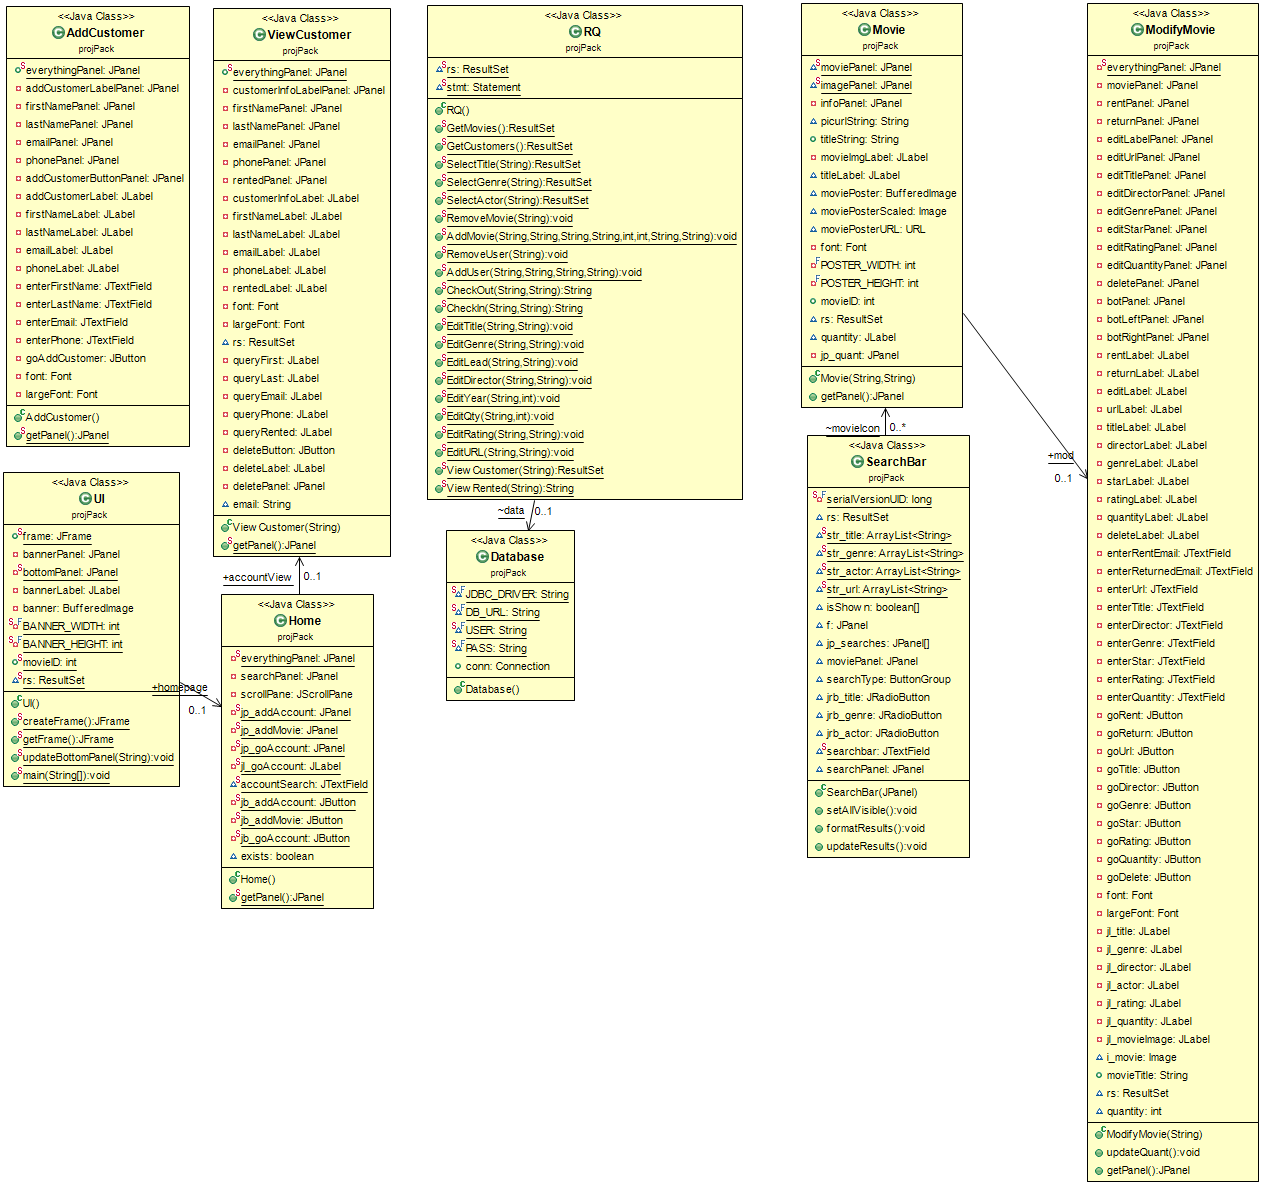 <<Java Class>>
AddCustomer
projPack
everythingPanel: JPanel
addCustomerLabelPanel: JPanel
firstNamePanel: JPanel
lastNamePanel: JPanel
emailPanel: JPanel
phonePanel: JPanel
addCustomerButtonPanel: JPanel
addCustomerLabel: JLabel
firstNameLabel: JLabel
lastNameLabel: JLabel
emailLabel: JLabel
phoneLabel: JLabel
enterFirstName: JTextField
enterLastName: JTextField
enterEmail: JTextField
enterPhone: JTextField
goAddCustomer: JButton
font: Font
largeFont: Font
AddCustomer()
getPanel():JPanel
<<Java Class>>
ViewCustomer
projPack
everythingPanel: JPanel
customerInfoLabelPanel: JPanel
firstNamePanel: JPanel
lastNamePanel: JPanel
emailPanel: JPanel
phonePanel: JPanel
rentedPanel: JPanel
customerInfoLabel: JLabel
firstNameLabel: JLabel
lastNameLabel: JLabel
emailLabel: JLabel
phoneLabel: JLabel
rentedLabel: JLabel
font: Font
largeFont: Font
rs: ResultSet
queryFirst: JLabel
queryLast: JLabel
queryEmail: JLabel
queryPhone: JLabel
queryRented: JLabel
deleteButton: JButton
deleteLabel: JLabel
deletePanel: JPanel
email: String
ViewCustomer(String)
getPanel():JPanel
<<Java Class>>
RQ
projPack
rs: ResultSet
stmt: Statement
RQ()
GetMovies():ResultSet
GetCustomers():ResultSet
SelectTitle(String):ResultSet
SelectGenre(String):ResultSet
SelectActor(String):ResultSet
RemoveMovie(String):void
AddMovie(String,String,String,String,int,int,String,String):void
RemoveUser(String):void
AddUser(String,String,String,String):void
CheckOut(String,String):String
CheckIn(String,String):String
EditTitle(String,String):void
EditGenre(String,String):void
EditLead(String,String):void
EditDirector(String,String):void
EditYear(String,int):void
EditQty(String,int):void
EditRating(String,String):void
EditURL(String,String):void
ViewCustomer(String):ResultSet
ViewRented(String):String
~data
0..1
<<Java Class>>
Database
projPack
JDBC_DRIVER: String
DB_URL: String
USER: String
PASS: String
conn: Connection
Database()
<<Java Class>>
Movie
projPack
moviePanel: JPanel
imagePanel: JPanel
infoPanel: JPanel
picurlString: String
titleString: String
movieImgLabel: JLabel
titleLabel: JLabel
moviePoster: BufferedImage
moviePosterScaled: Image
moviePosterURL: URL
font: Font
POSTER_WIDTH: int
POSTER_HEIGHT: int
movieID: int
rs: ResultSet
quantity: JLabel
jp_quant: JPanel
Movie(String,String)
getPanel():JPanel
~movieIcon
0..*
<<Java Class>>
SearchBar
projPack
serialVersionUID: long
rs: ResultSet
str_title: ArrayList<String>
str_genre: ArrayList<String>
str_actor: ArrayList<String>
str_url: ArrayList<String>
isShown: boolean[]
f: JPanel
jp_searches: JPanel[]
moviePanel: JPanel
searchType: ButtonGroup
jrb_title: JRadioButton
jrb_genre: JRadioButton
jrb_actor: JRadioButton
searchbar: JTextField
searchPanel: JPanel
SearchBar(JPanel)
setAllVisible():void
formatResults():void
updateResults():void
+mod
0..1
<<Java Class>>
ModifyMovie
projPack
everythingPanel: JPanel
moviePanel: JPanel
rentPanel: JPanel
returnPanel: JPanel
editLabelPanel: JPanel
editUrlPanel: JPanel
editTitlePanel: JPanel
editDirectorPanel: JPanel
editGenrePanel: JPanel
editStarPanel: JPanel
editRatingPanel: JPanel
editQuantityPanel: JPanel
deletePanel: JPanel
botPanel: JPanel
botLeftPanel: JPanel
botRightPanel: JPanel
rentLabel: JLabel
returnLabel: JLabel
editLabel: JLabel
urlLabel: JLabel
titleLabel: JLabel
directorLabel: JLabel
genreLabel: JLabel
starLabel: JLabel
ratingLabel: JLabel
quantityLabel: JLabel
deleteLabel: JLabel
enterRentEmail: JTextField
enterReturnedEmail: JTextField
enterUrl: JTextField
enterTitle: JTextField
enterDirector: JTextField
enterGenre: JTextField
enterStar: JTextField
enterRating: JTextField
enterQuantity: JTextField
goRent: JButton
goReturn: JButton
goUrl: JButton
goTitle: JButton
goDirector: JButton
goGenre: JButton
goStar: JButton
goRating: JButton
goQuantity: JButton
goDelete: JButton
font: Font
largeFont: Font
jl_title: JLabel
jl_genre: JLabel
jl_director: JLabel
jl_actor: JLabel
jl_rating: JLabel
jl_quantity: JLabel
jl_movieImage: JLabel
i_movie: Image
movieTitle: String
rs: ResultSet
quantity: int
ModifyMovie(String)
updateQuant():void
getPanel():JPanel
<<Java Class>>
UI
projPack
frame: JFrame
bannerPanel: JPanel
bottomPanel: JPanel
bannerLabel: JLabel
banner: BufferedImage
BANNER_WIDTH: int
BANNER_HEIGHT: int
movieID: int
rs: ResultSet
UI()
createFrame():JFrame
getFrame():JFrame
updateBottomPanel(String):void
main(String[]):void
+homepage
0..1
+accountView
0..1
<<Java Class>>
Home
projPack
everythingPanel: JPanel
searchPanel: JPanel
scrollPane: JScrollPane
jp_addAccount: JPanel
jp_addMovie: JPanel
jp_goAccount: JPanel
jl_goAccount: JLabel
accountSearch: JTextField
jb_addAccount: JButton
jb_addMovie: JButton
jb_goAccount: JButton
exists: boolean
Home()
getPanel():JPanel